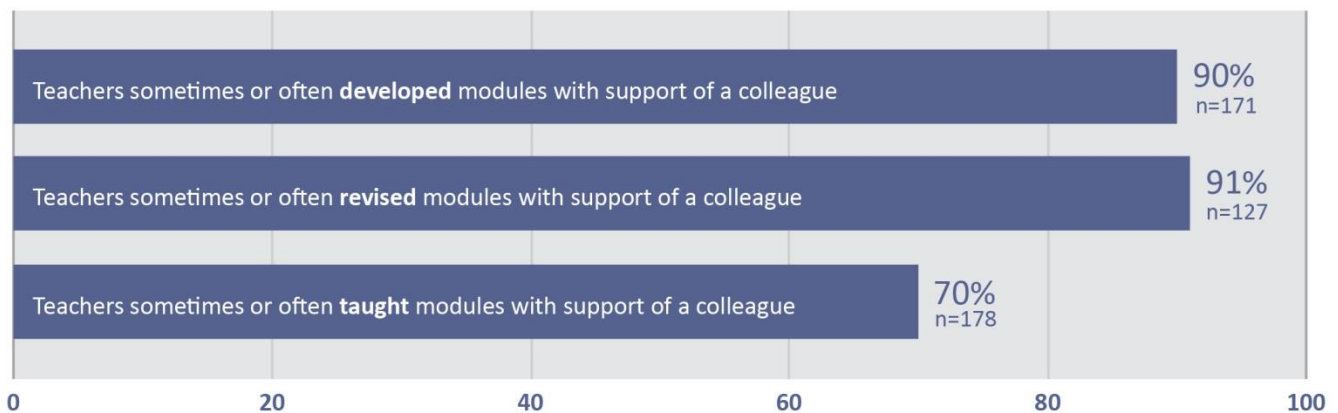 Teachers sometimes or often developed modules with support of a colleague
90%
n=171
Teachers sometimes or often revised modules with support of a colleague
91%
n=127
Teachers sometimes or often taught modules with support of a colleague
70%
n=178
0 20 40 60 80 100